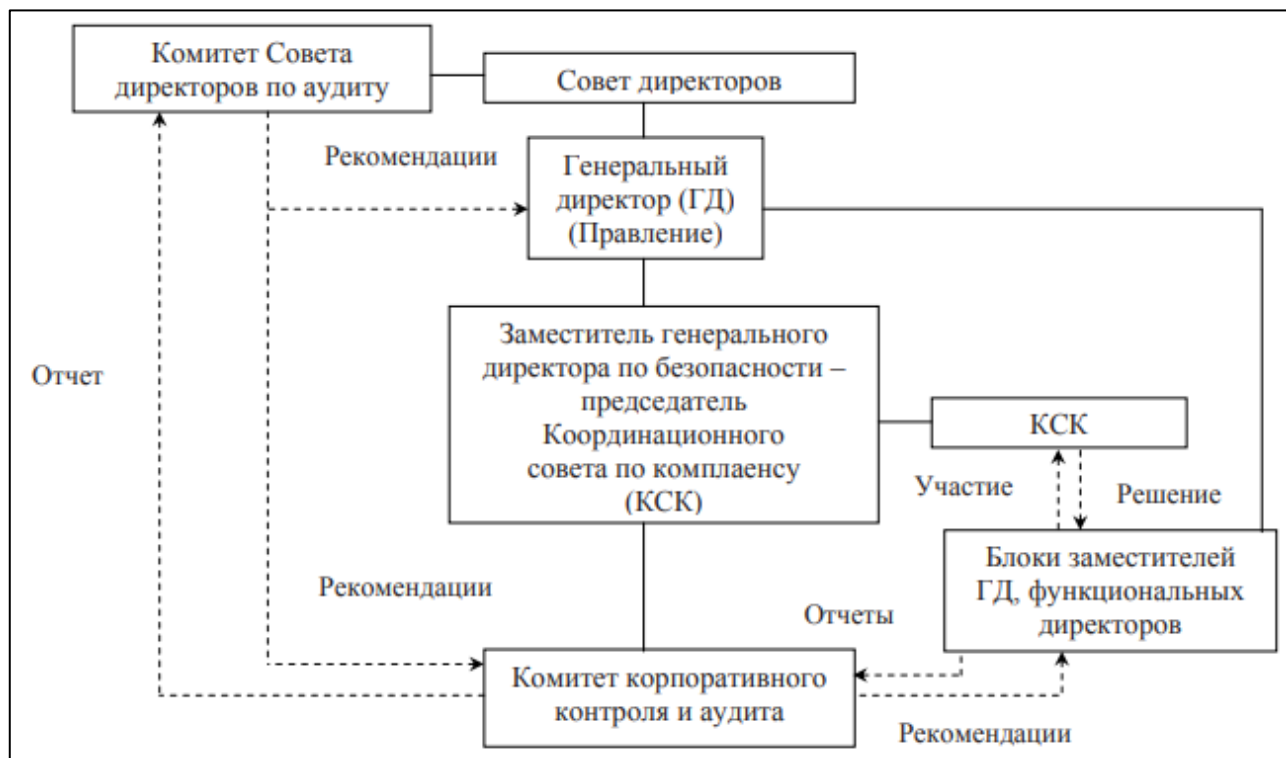 Комитет Совета
директоров по аудиту
Совет директоров
Рекомендации
Генеральный
директор (ГД)
(Правление)
Заместитель генерального
директора по безопасности –
председатель
Координационного
совета по комплаенсу
(КСК)
Отчет
КСК
Участие
Решение
Блоки заместителей
ГД, функциональных
директоров
Рекомендации
Отчеты
Комитет корпоративного
контроля и аудита
Рекомендации